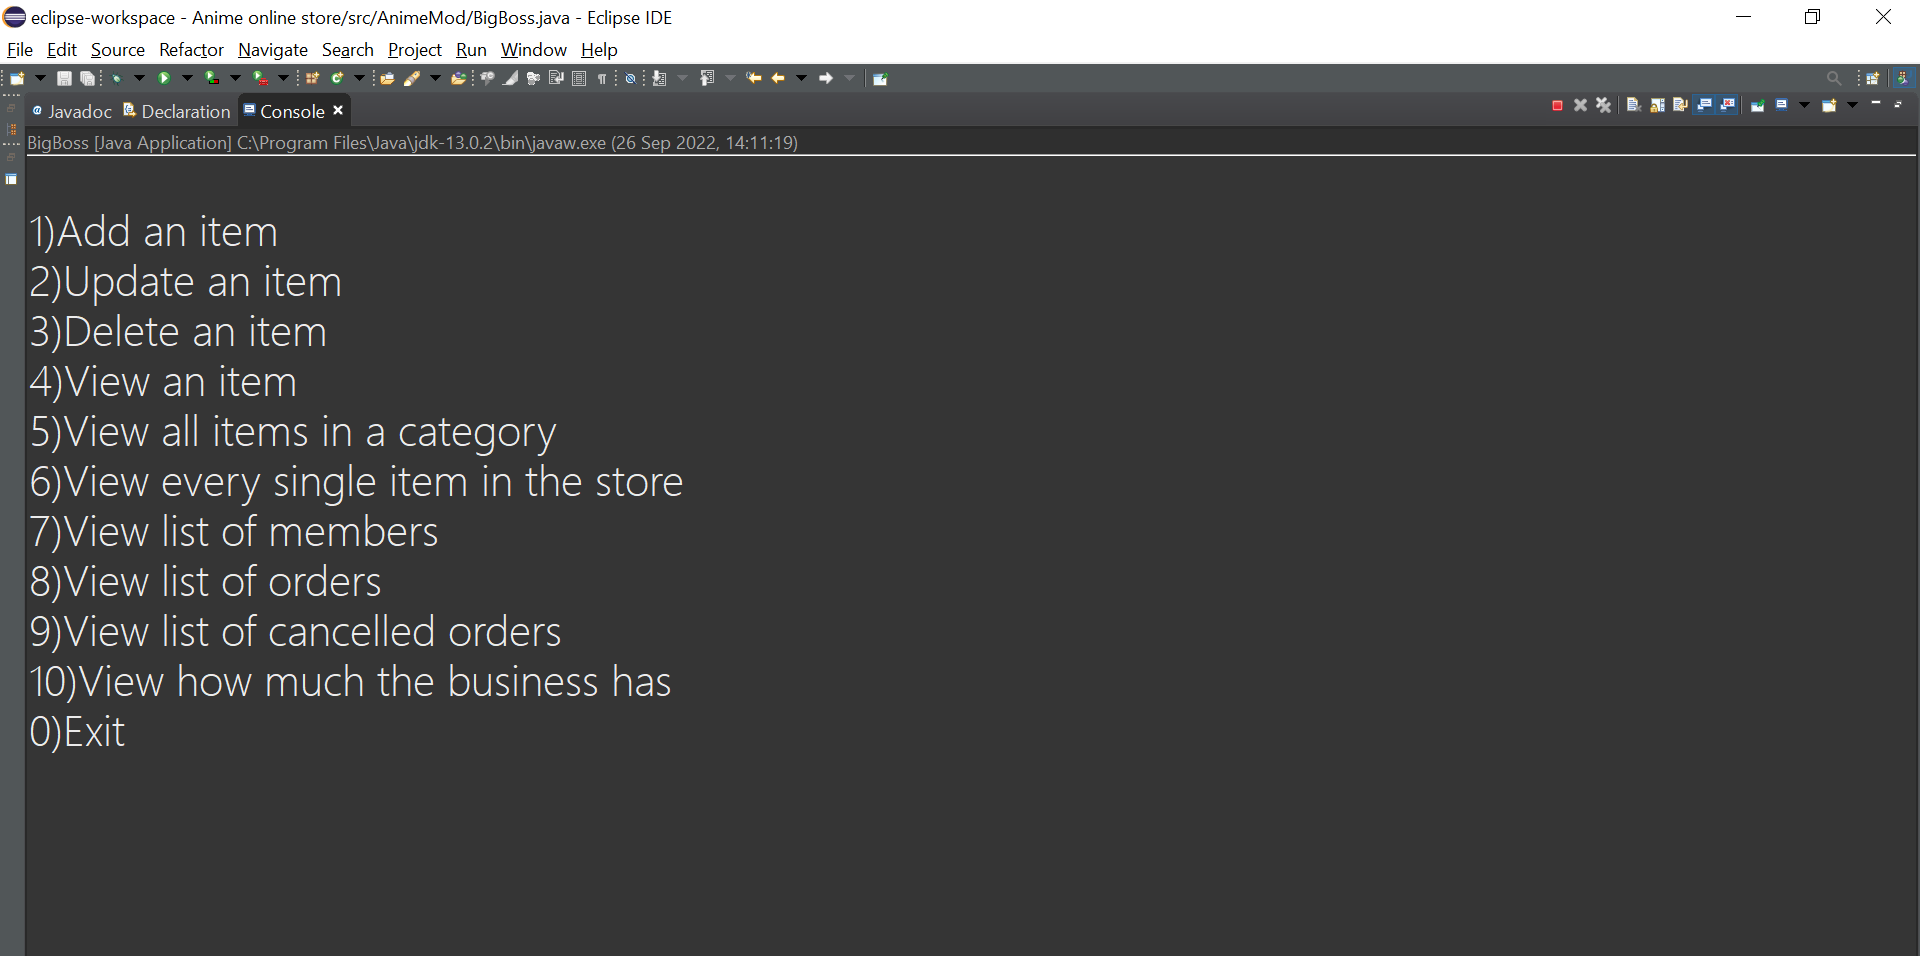 eclipse-workspace - Anime online store/src/AnimeMod/BigBoss.java - Eclipse IDE
File Edit Source Refactor Navigate Search Project Run Window Help
Javadoc Declaration Console
BigBoss [Java Application] C:\Program Files\Java\jdk-13.0.2\bin\javaw.exe (26 Sep 2022, 14:11:19)
1)Add an item
2)Update an item
3)Delete an item
4)View an item
5)View all items in a category
6)View every single item in the store
7)View list of members
8)View list of orders
9)View list of cancelled orders
10)View how much the business has
0)Exit